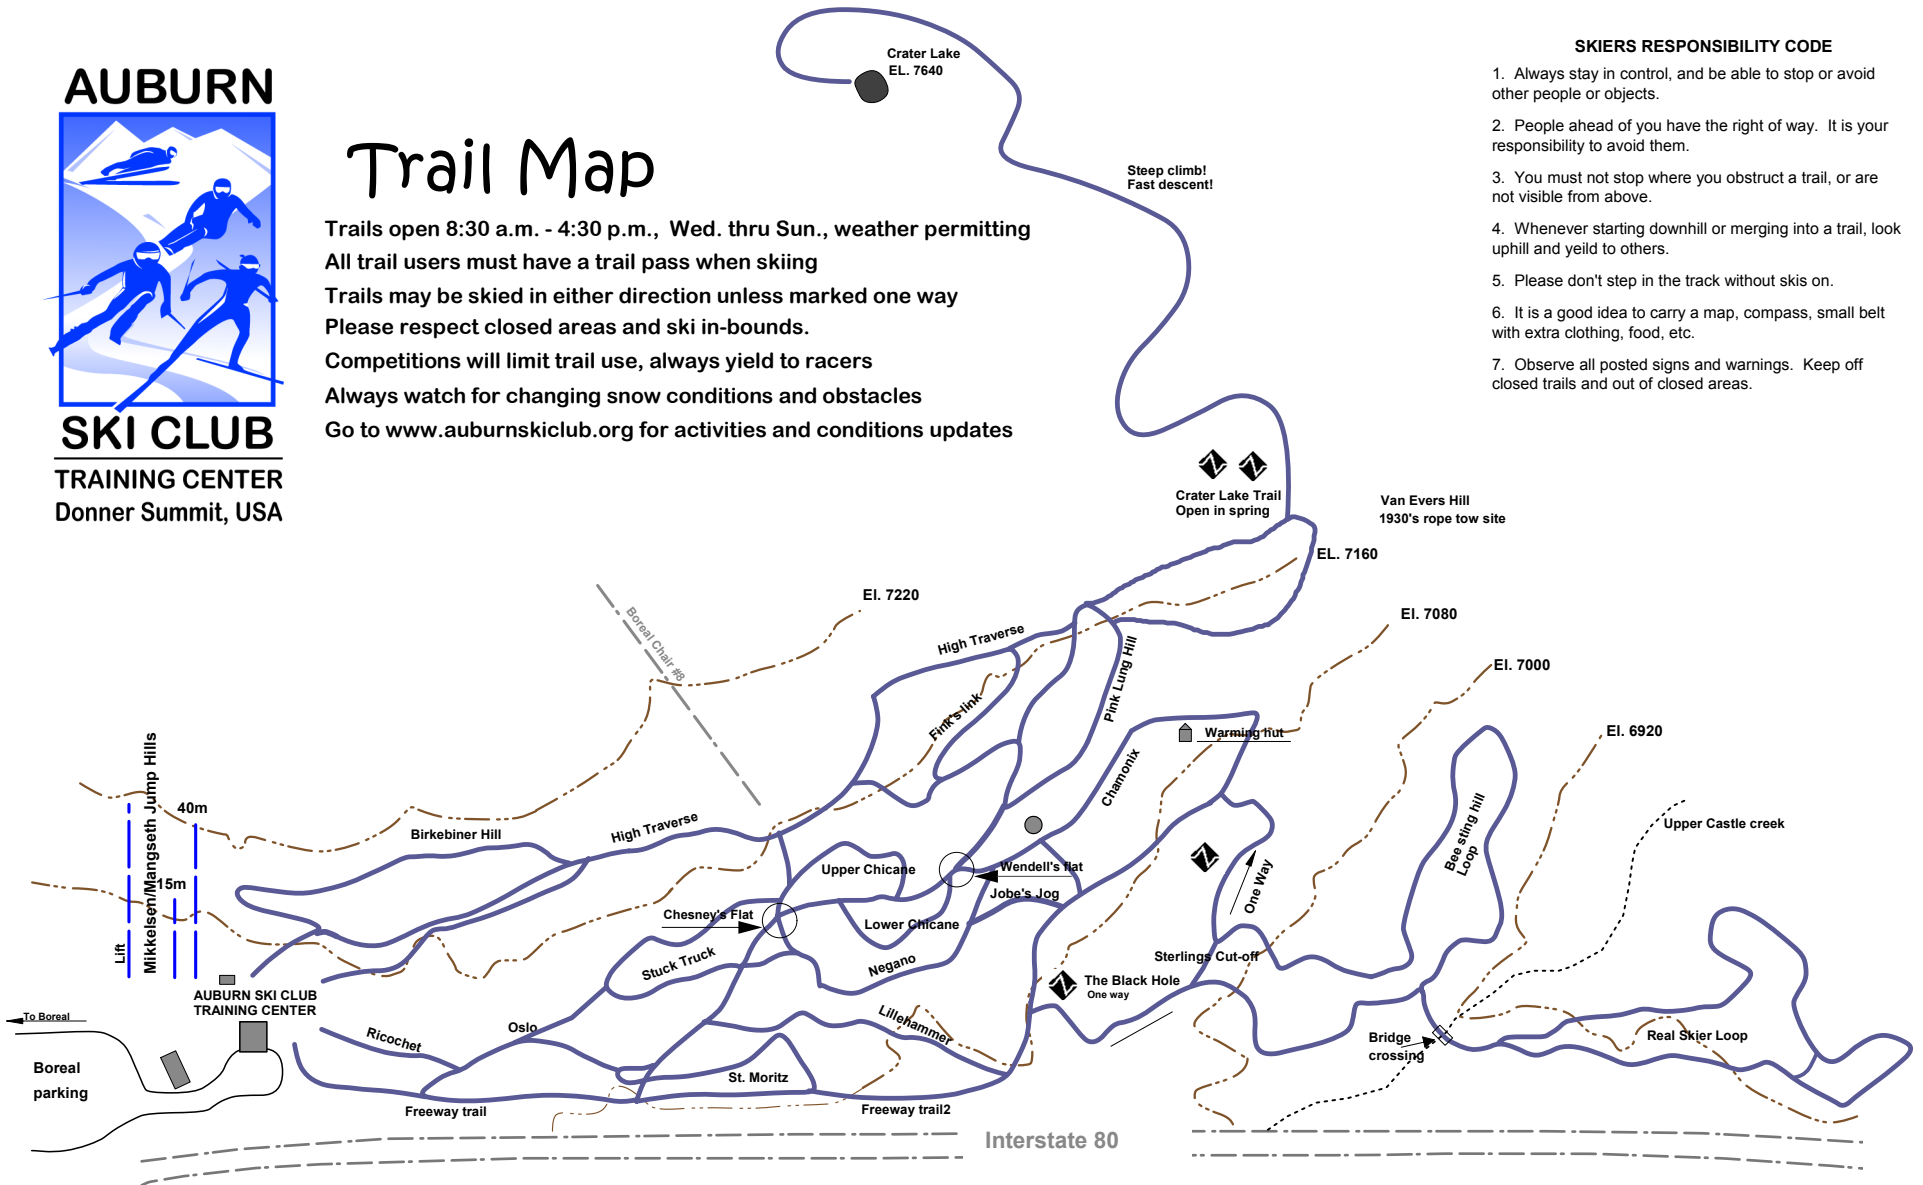 AUBURN
SKI CLUB
TRAINING CENTER
Donner Summit, USA
Trail Map
Trails open 8:30 a.m. - 4:30 p.m., Wed. thru Sun., weather permitting
All trail users must have a trail pass when skiing
Trails may be skied in either direction unless marked one way
Please respect closed areas and ski in-bounds.
Competitions will limit trail use, always yield to racers
Always watch for changing snow conditions and obstacles
Go to www.auburnskiclub.org for activities and conditions updates
Crater Lake
EL. 7640
Steep climb!
Fast descent!
SKIERS RESPONSIBILITY CODE
1. Always stay in control, and be able to stop or avoid
other people or objects.
2. People ahead of you have the right of way. It is your
responsibility to avoid them.
3. You must not stop where you obstruct a trail, or are
not visible from above.
4. Whenever starting downhill or merging into a trail, look
uphill and yeild to others.
5. Please don't step in the track without skis on.
6. It is a good idea to carry a map, compass, small belt
with extra clothing, food, etc.
7. Observe all posted signs and warnings. Keep off
closed trails and out of closed areas.
Crater Lake Trail
Open in spring
Van Evers Hill
1930's rope tow site
EL. 7160
El. 7220
El. 7080
El. 7000
El. 6920
Boreal Chair #8
High Traverse
Fink's link
Pink Lung Hill
Warming hut
Chamonix
Mikkelsen/Mangseth Jump Hills
40m
15m
Lift
Birkebiner Hill
High Traverse
Upper Chicane
Wendell's flat
Jobe's Jog
Chesney's Flat
Lower Chicane
Stuck Truck
Negano
One Way
Bee sting hill
Loop
Upper Castle creek
Sterlings Cut-off
The Black Hole
One way
AUBURN SKI CLUB
TRAINING CENTER
To Boreal
Boreal
parking
Ricochet
Oslo
Lillehammer
St. Moritz
Bridge
crossing
Real Skier Loop
Freeway trail
Freeway trail2
Interstate 80